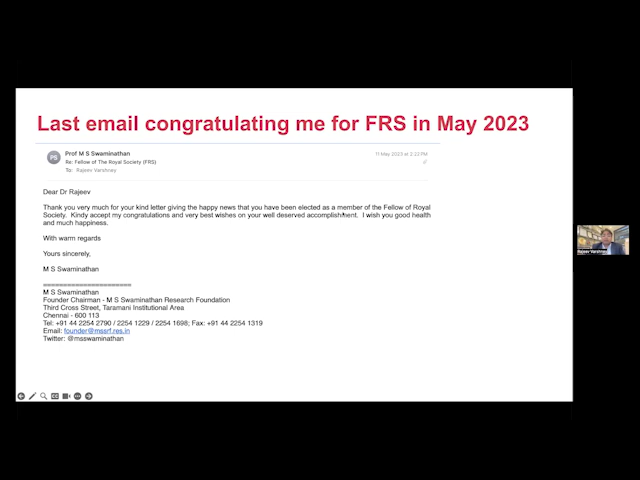 Last email congratulating me for FRS in May 2023
PS
Prof M S Swaminathan
11 May 2023 at 2:23 PM
Re: Fellow of The Royal Society (FRS)
To: Rajeev Varshney
Dear Dr Rajeev
Thank you very much for your kind letter giving the happy news that you have been elected as a member of the Fellow of Royal
Society. Kindly accept my congratulations and very best wishes on your well deserved accomplishment. I wish you good health
and much happiness.
With warm regards
Yours sincerely,
M S Swaminathan
======================
M S Swaminathan
Founder Chairman - M S Swaminathan Research Foundation
Third Cross Street, Taramani Institutional Area
Chennai - 600 113
Tel: +91 44 2254 2790 / 2254 1229 / 2254 1698; Fax: +91 44 2254 1319
Email: founder@mssrf.res.in
Twitter: @msswaminathan
Rajeev Varshney